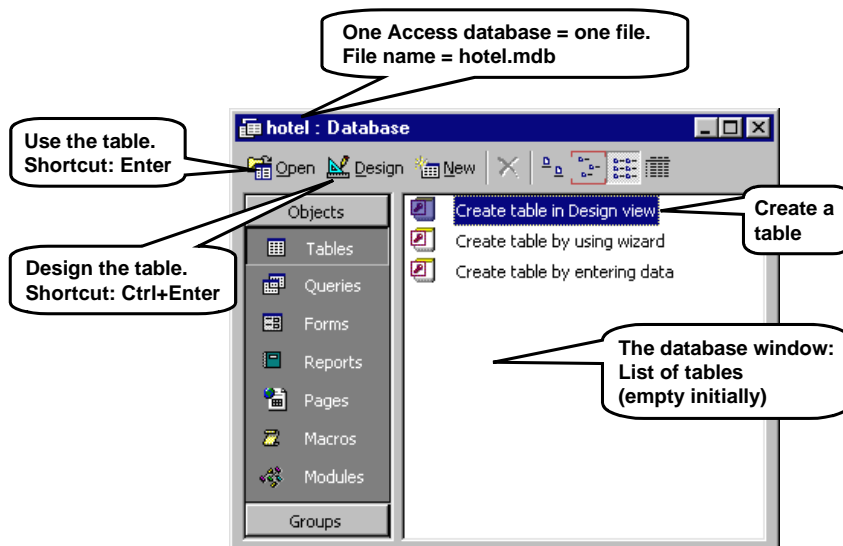 One Access database = one file.
File name = hotel.mdb
hotel : Database
Use the table.
Shortcut: Enter
Open Design New
Objects
Create table in Design view
Create a
table
Tables
Create table by using wizard
Design the table.
Shortcut: Ctrl+Enter
Queries
Create table by entering data
Forms
The database window:
List of tables
(empty initially)
Reports
Pages
Macros
Modules
Groups